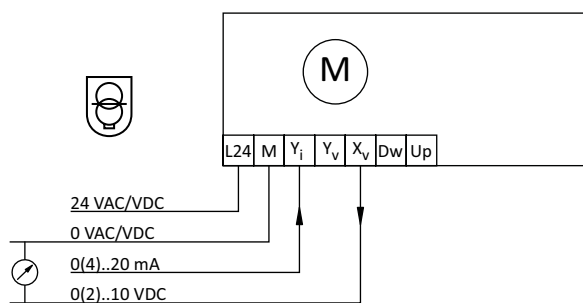 M
L24 M Yi Yv Xv Dw Up
24 VAC/VDC
0 VAC/VDC
0(4)..20 mA
0(2)..10 VDC